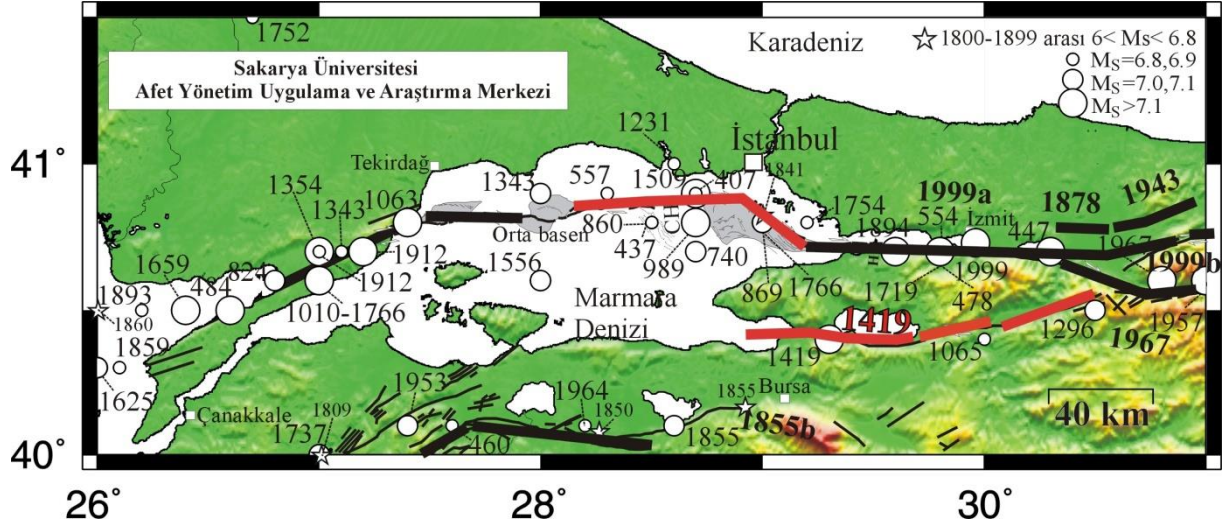 1752
Karadeniz
1800-1899 arası 6< Ms< 6.8
MS=6.8,6.9
MS=7.0,7.1
MS>7.1
Sakarya Üniversitesi
Afet Yönetim Uygulama ve Araştırma Merkezi
1231
İstanbul
41°
Tekirdağ
1343
557
1509
407
1841
1354
1343
1063
1754
1999a
1878
1943
1894
554
İzmit
447
1967
1999b
860
437
Orta basen
1912
1912
989
740
1556
1659
484
824
1893
1860
1010-1766
Marmara
Denizi
869
1766
1719
1999
478
1957
1296
1967
1419
1419
1065
1859
1625
Çanakkale
1953
1964
1809
1850
1855
Bursa
1855b
1855
1737
460
40 km
40°
26°
28°
30°